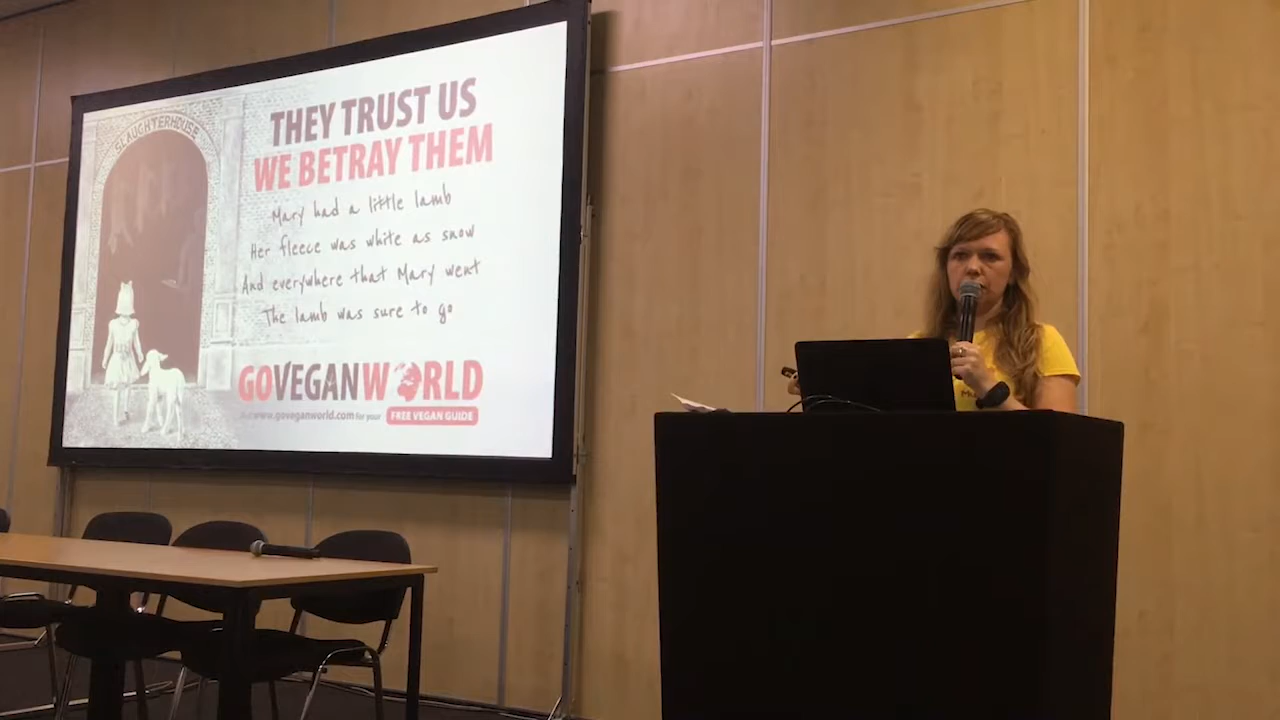 SLAUGHTERHOUSE
THEY TRUST US
WE BETRAY THEM
Mary had a little lamb
Her fleece was white as snow
And everywhere that Mary went
The lamb was sure to go
GOVEGANWORLD
www.goveganworld.com for your FREE VEGAN GUIDE